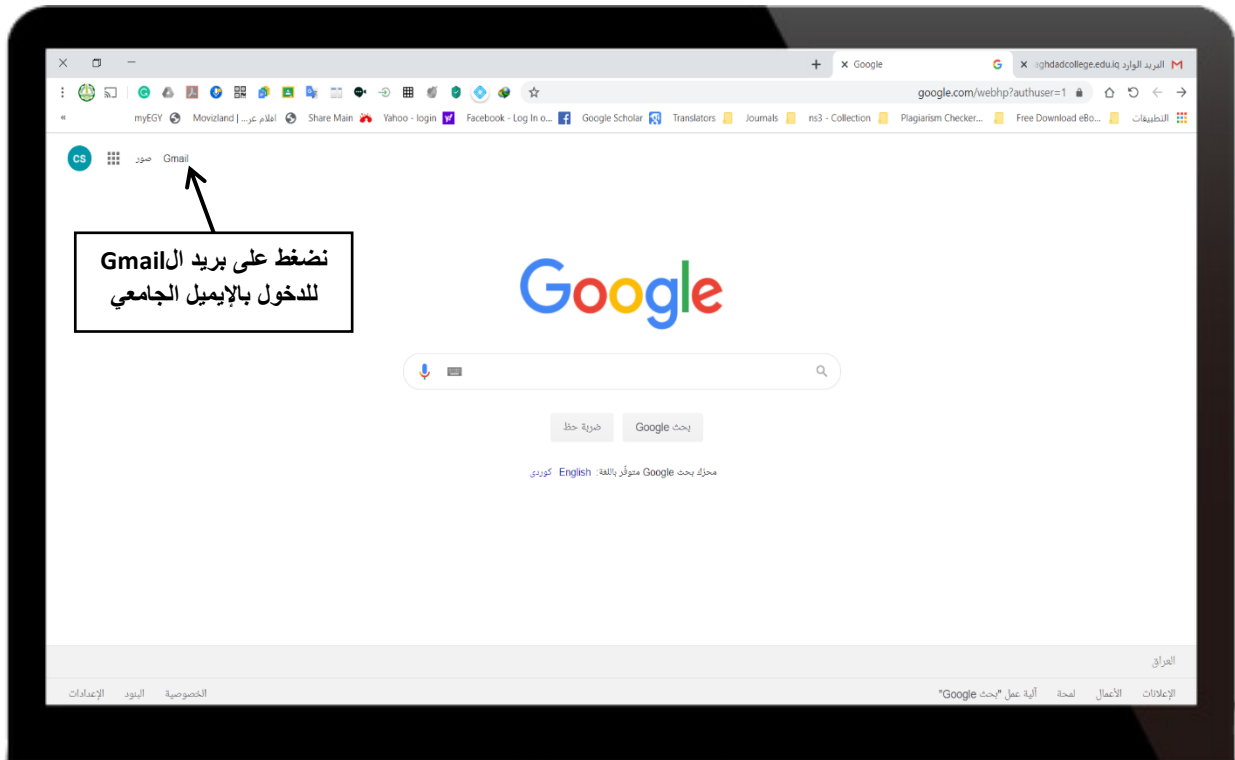 البريد الوارد ghdadcollege.edu.iq
Google
google.com/webhp?authuser=1
التطبيقات
Free Download eBo...
Plagiarism Checker...
ns3 - Collection
Journals
Translators
Google Scholar
Facebook - Log In o...
Yahoo - login
Share Main
افلام عر... | Movizland
myEGY
»
Gmail
صور
CS
نضغط على بريد الGmail
للدخول بالإيميل الجامعي
Google
بحث Google
ضربة حظ
محرّك بحث Google متوفّر باللغة: English كوردی
العراق
الإعلانات
الأعمال
لمحة
آلية عمل "بحث Google"
الخصوصية
البنود
الإعدادات